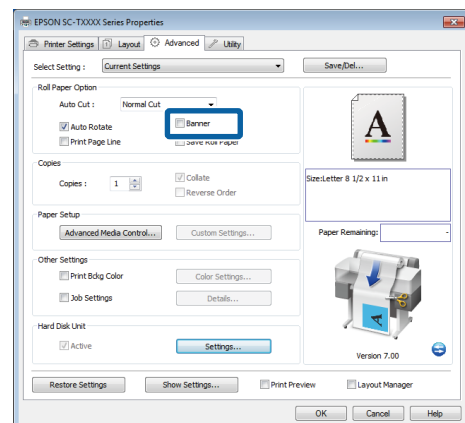 EPSON SC-TXXXX Series Properties
Printer Settings Layout Advanced Utility
Select Setting : Current Settings Save/Del...
Roll Paper Option
Auto Cut : Normal Cut
Auto Rotate Banner
Print Page Line Save Roll Paper
A
Copies
Copies : 1 Collate
Reverse Order
Size:Letter 8 1/2 x 11 in
Paper Setup
Advanced Media Control... Custom Settings...
Paper Remaining: -
Other Settings
Print Bckg Color Color Settings...
Job Settings Details...
Hard Disk Unit
Active Settings...
A
Version 7.00
Restore Settings Show Settings... Print Preview Layout Manager
OK Cancel Help